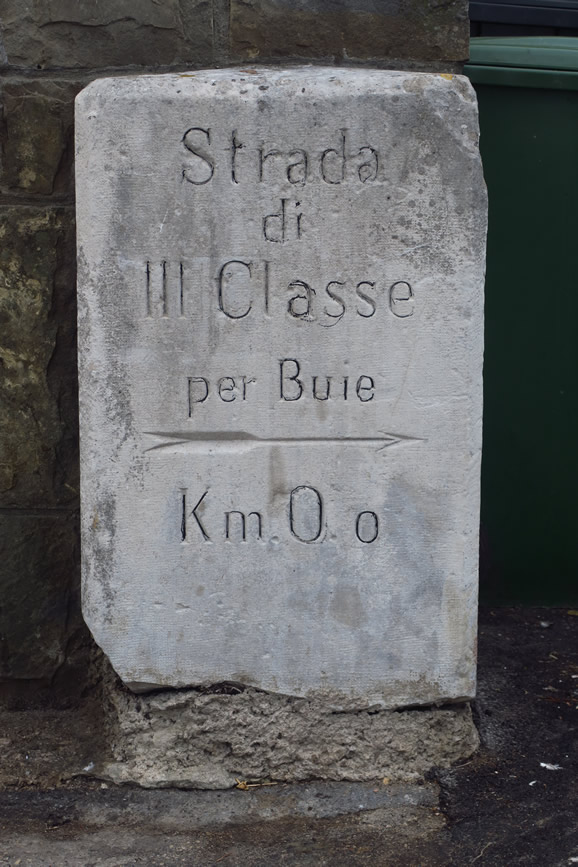 Strada
di
III Classe
per Buie
Km. 0. o